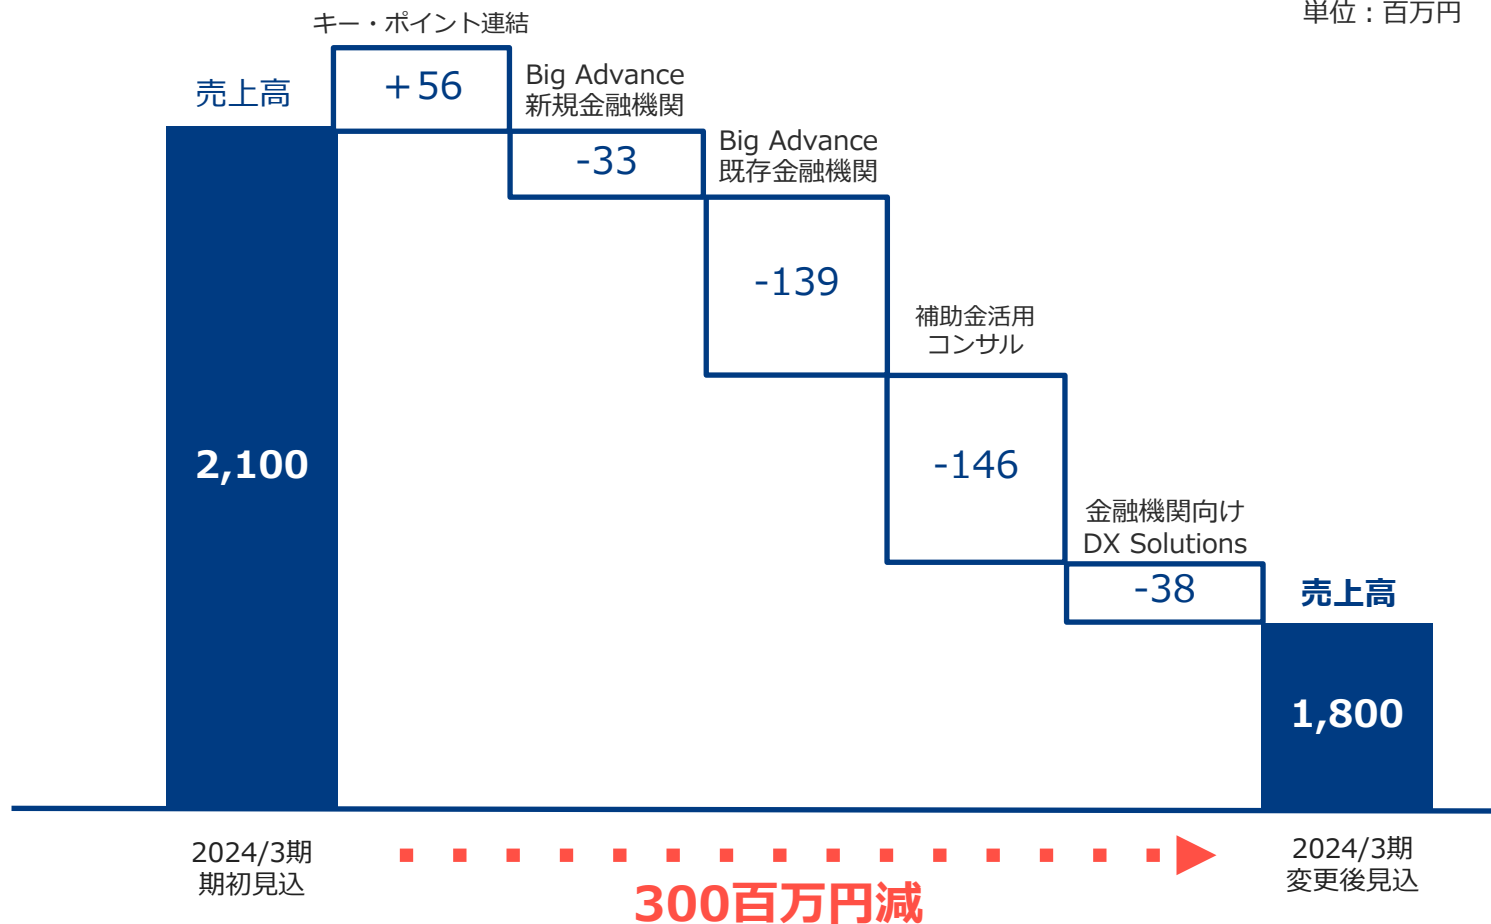 単位：百万円
キー・ポイント連結
売上高
+56
Big Advance
新規金融機関
-33
Big Advance
既存金融機関
-139
補助金活用
コンサル
-146
金融機関向け
DX Solutions
-38
売上高
2,100
1,800
2024/3期
期初見込
300百万円減
2024/3期
変更後見込